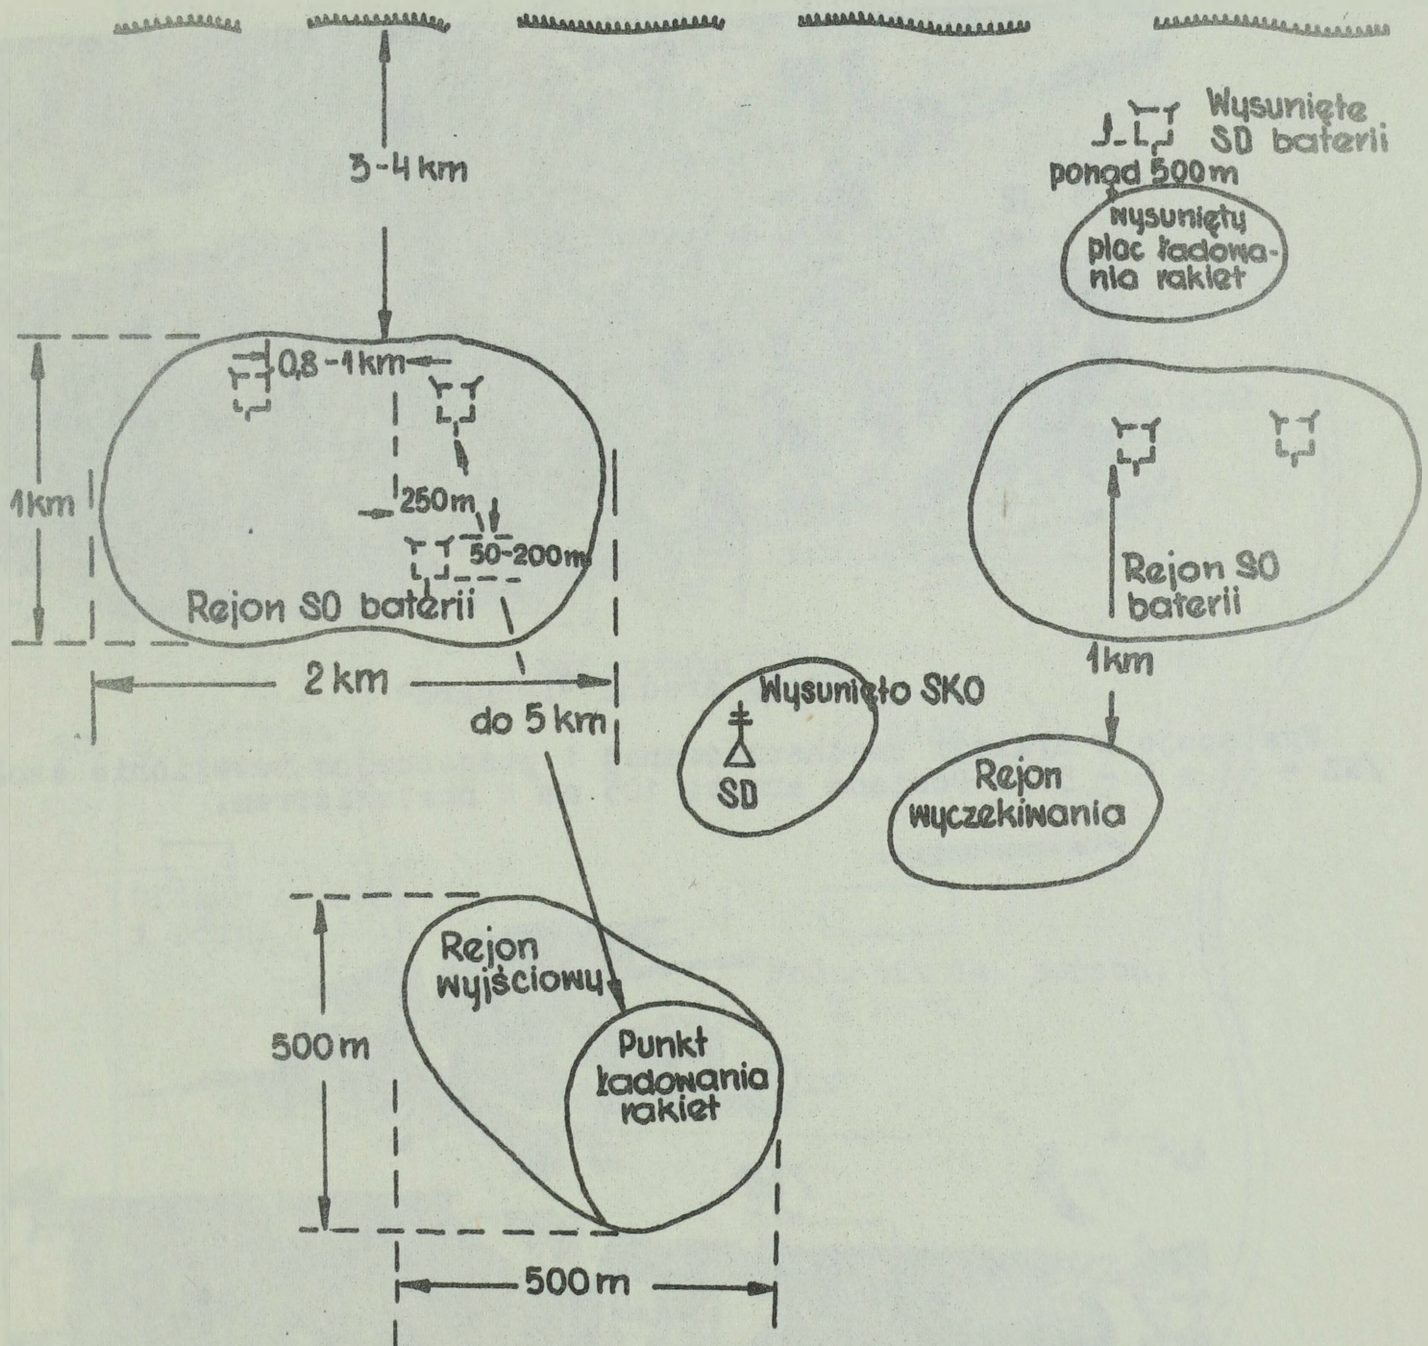 3-4 km
Wysunięte
SD baterii
ponad 500 m
wysunięty
plac ładowa-
nia rakiet
0,8-1 km
1 km
250 m
50-200 m
Rejon SO baterii
2 km
do 5 km
Rejon SO
baterii
1 km
Wysunięto SKO
SD
Rejon
wyczekiwania
Rejon
wyjściowy
500 m
Punkt
ładowania
rakiet
500 m